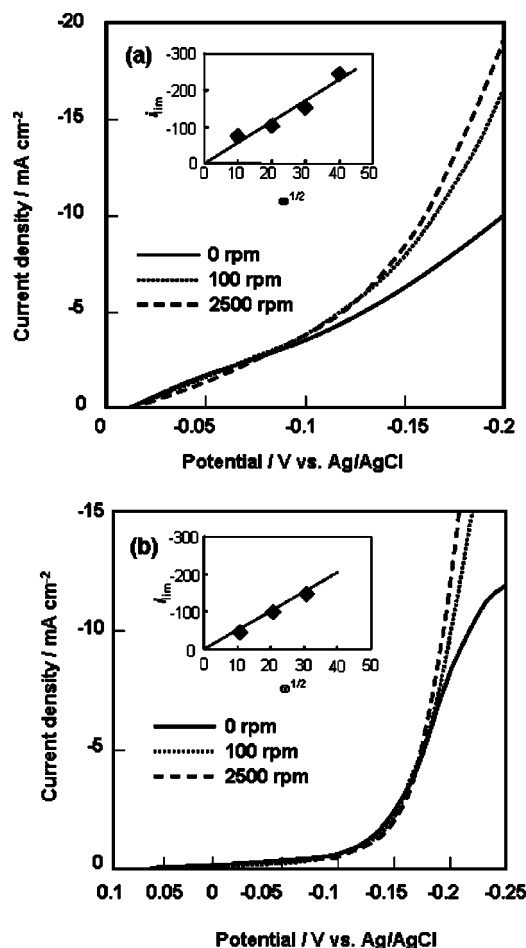 -20
-15
-10
-5
0
Current density / mA cm-2
(a)
-300
-200
-100
0
ilim
0 10 20 30 40 50
ω1/2
0 rpm
100 rpm
2500 rpm
0 -0.05 -0.1 -0.15 -0.2
Potential / V vs. Ag/AgCl
-15
-10
-5
0
Current density / mA cm-2
(b)
-300
-200
-100
0
ilim
0 10 20 30 40 50
ω1/2
0 rpm
100 rpm
2500 rpm
0.1 0.05 0 -0.05 -0.1 -0.15 -0.2 -0.25
Potential / V vs. Ag/AgCl